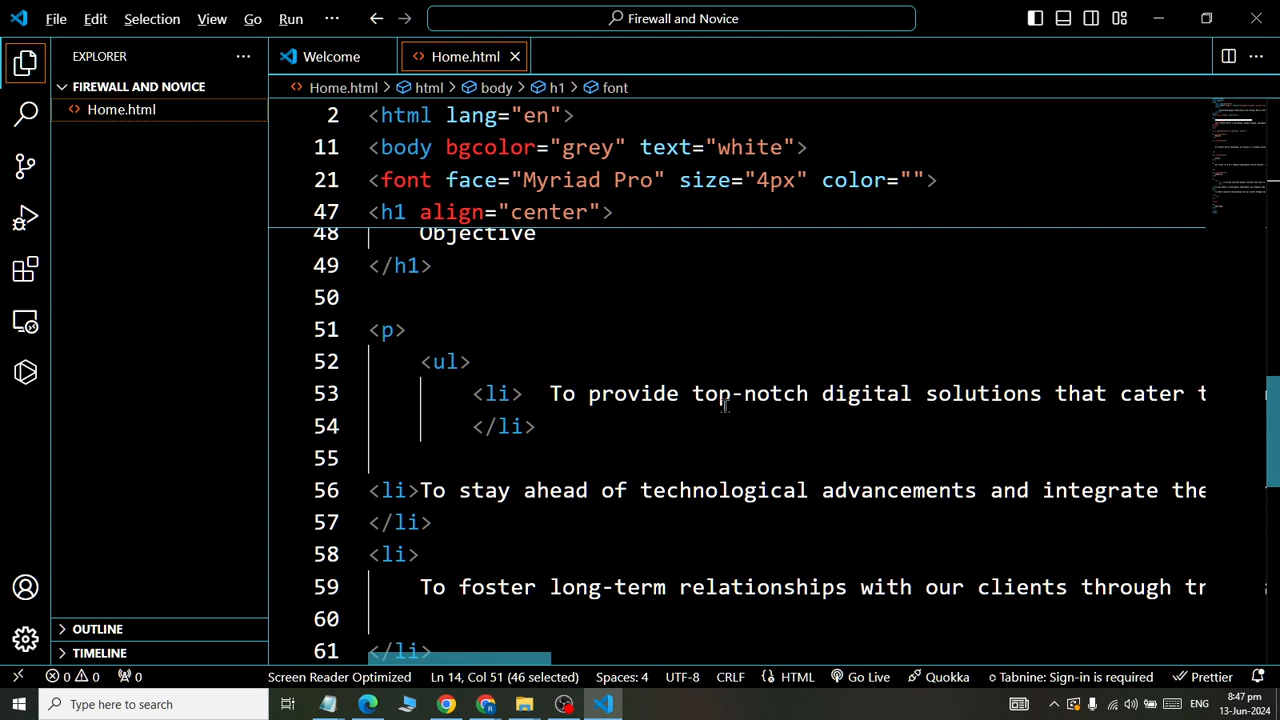 File Edit Selection View Go Run ··· Firewall and Novice
EXPLORER ···
FIREWALL AND NOVICE
Home.html
OUTLINE
TIMELINE
Welcome Home.html ···
Home.html > html > body > h1 > font
2 <html lang="en">
11 <body bgcolor="grey" text="white">
21 <font face="Myriad Pro" size="4px" color="">
47 <h1 align="center">
48 Objective
49 </h1>
50
51 <p>
52 <ul>
53 <li> To provide top-notch digital solutions that cater t
54 </li>
55
56 <li>To stay ahead of technological advancements and integrate the
57 </li>
58 <li>
59 To foster long-term relationships with our clients through tr
60
61 </li>
0 0 0 Screen Reader Optimized Ln 14, Col 51 (46 selected) Spaces: 4 UTF-8 CRLF HTML Go Live Quokka Tabnine: Sign-in is required Prettier
Type here to search ENG 8:47 pm
13-Jun-2024